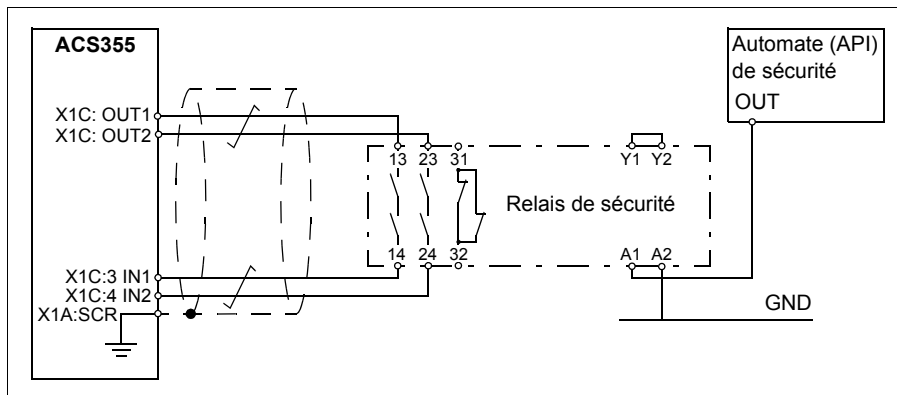 ACS355
Automate (API)
de sécurité
OUT
X1C: OUT1
X1C: OUT2
13 23 31
Y1 Y2
Relais de sécurité
14 24 32
A1 A2
X1C:3 IN1
X1C:4 IN2
X1A:SCR
GND